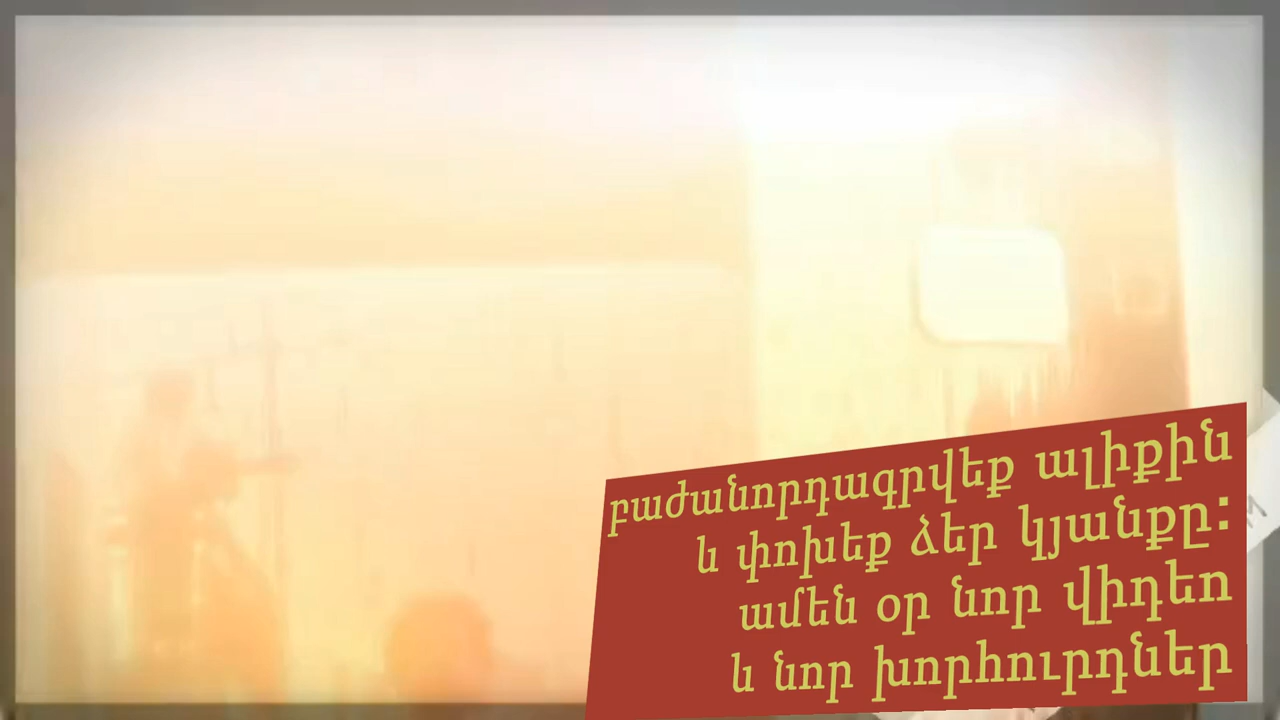 բաժանորդագրվեք ալիքին
և փոխեք ձեր կյանքը:
ամեն օր նոր վիդեո
և նոր խորհուրդներ